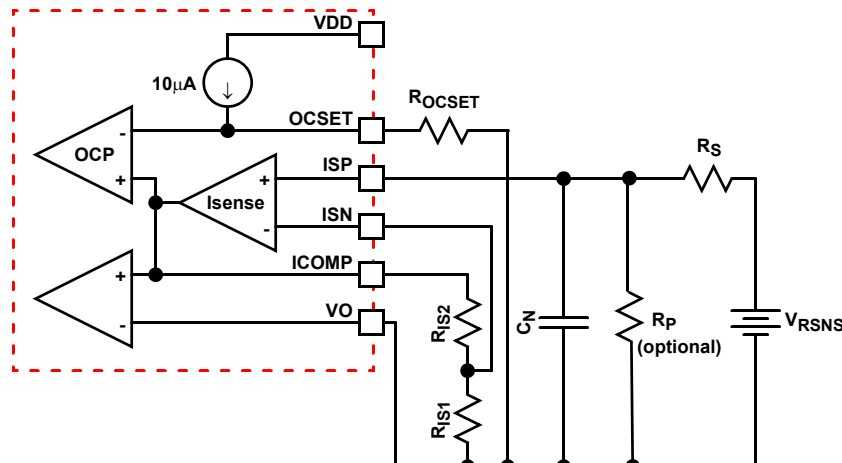 VDD
10μA
OCSET
ROCSET
OCP
-
+
ISP
RS
Isense
+
-
ISN
ICOMP
+
-
VO
RIS2
CN
RP
(optional)
VRSNS
RIS1